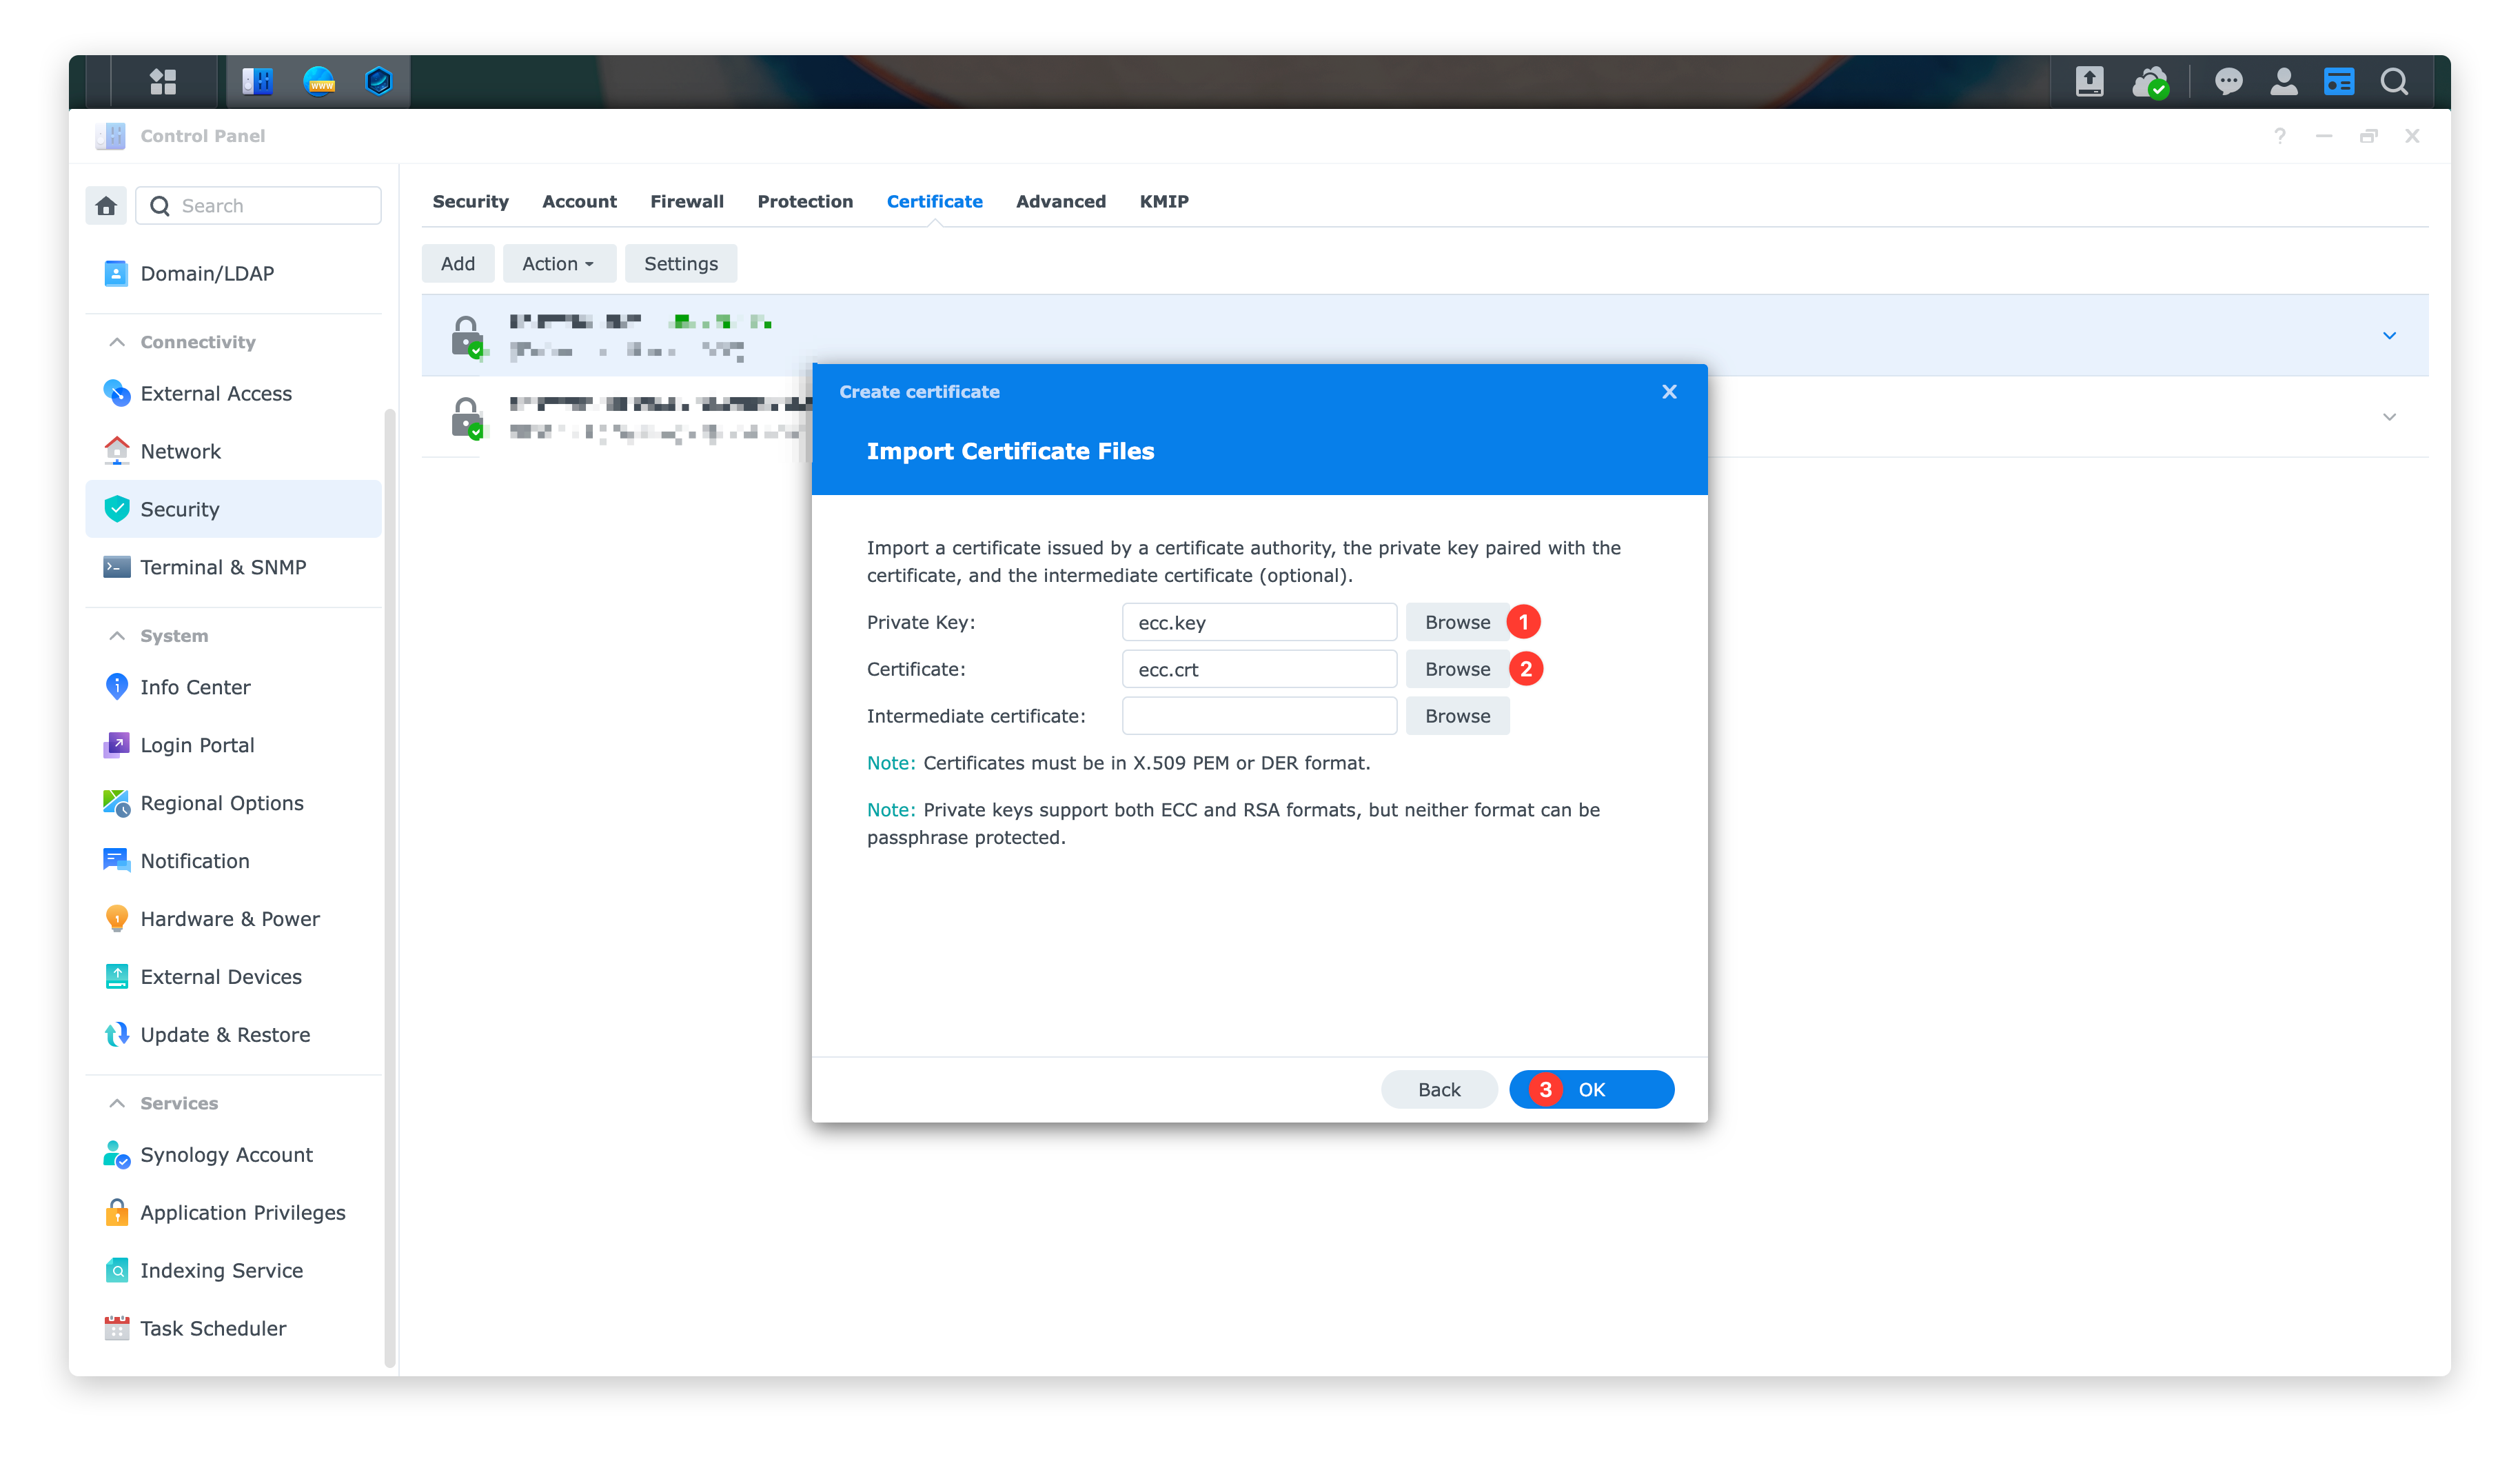 www
Control Panel
Search
Security Account Firewall Protection Certificate Advanced KMIP
Add Action Settings
Domain/LDAP
Connectivity
External Access
Network
Security
Terminal & SNMP
System
Info Center
Login Portal
Regional Options
Notification
Hardware & Power
External Devices
Update & Restore
Services
Synology Account
Application Privileges
Indexing Service
Task Scheduler
Create certificate
Import Certificate Files
Import a certificate issued by a certificate authority, the private key paired with the
certificate, and the intermediate certificate (optional).
Private Key: ecc.key Browse 1
Certificate: ecc.crt Browse 2
Intermediate certificate: Browse
Note: Certificates must be in X.509 PEM or DER format.
Note: Private keys support both ECC and RSA formats, but neither format can be
passphrase protected.
Back 3 OK